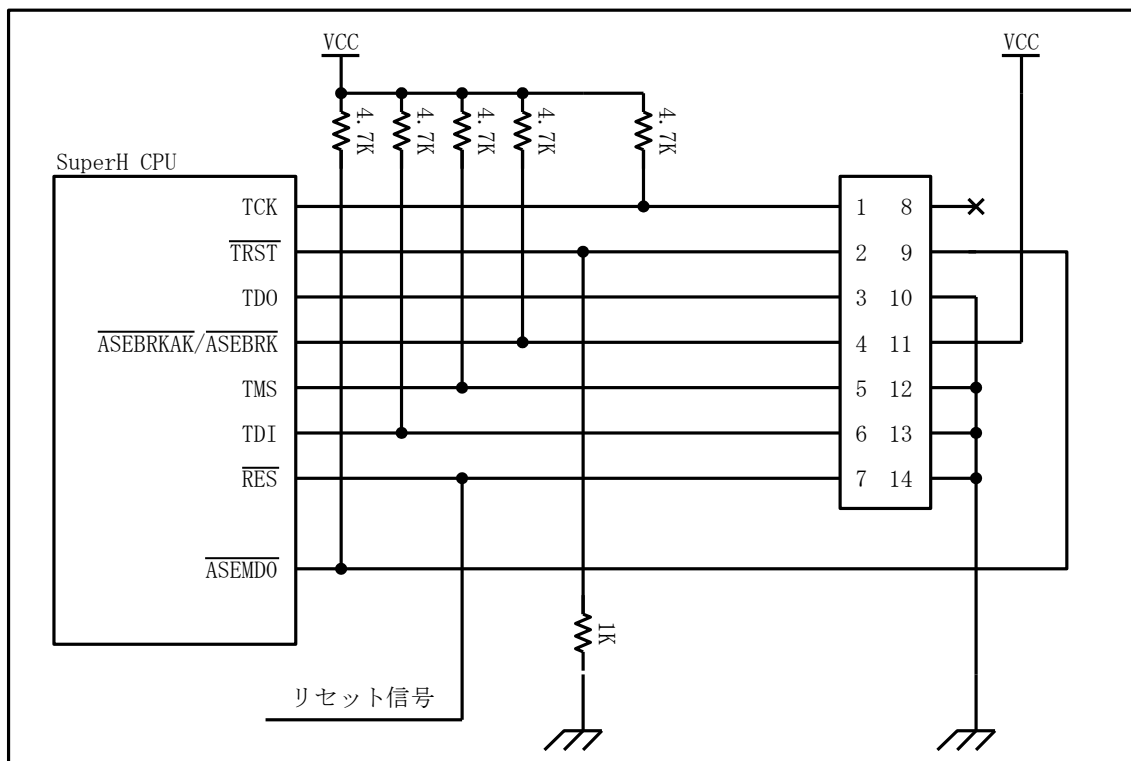 VCC
VCC
4.7K
4.7K
4.7K
4.7K
4.7K
SuperH CPU
TCK
1 8
TRST
2 9
TDO
3 10
ASEBRKAK/ASEBRK
4 11
TMS
5 12
TDI
6 13
RES
7 14
ASEMDO
1K
リセット信号